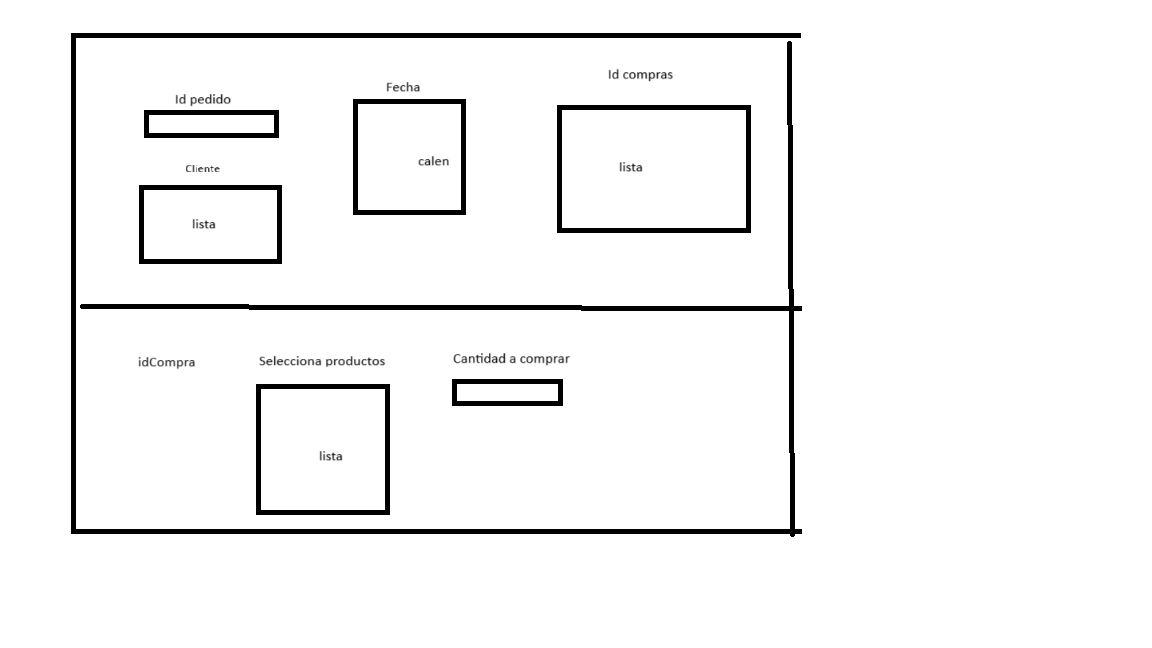 Id pedido
Fecha
Id compras
Cliente
lista
calen
lista
idCompra
Selecciona productos
Cantidad a comprar
lista